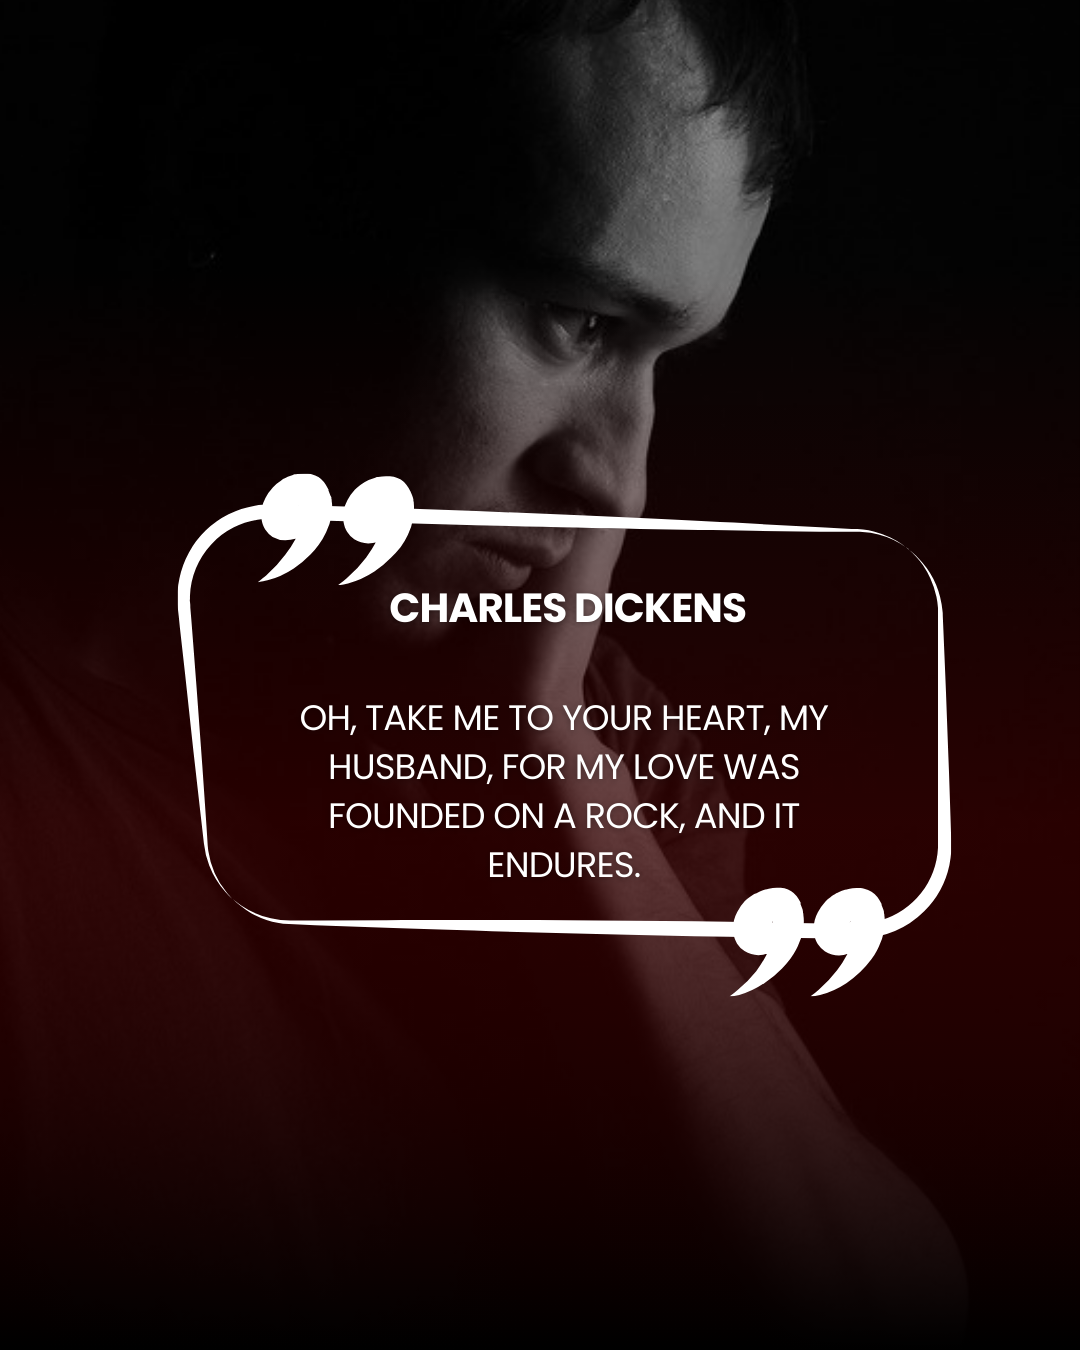 CHARLES DICKENS
OH, TAKE ME TO YOUR HEART, MY
HUSBAND, FOR MY LOVE WAS
FOUNDED ON A ROCK, AND IT
ENDURES.